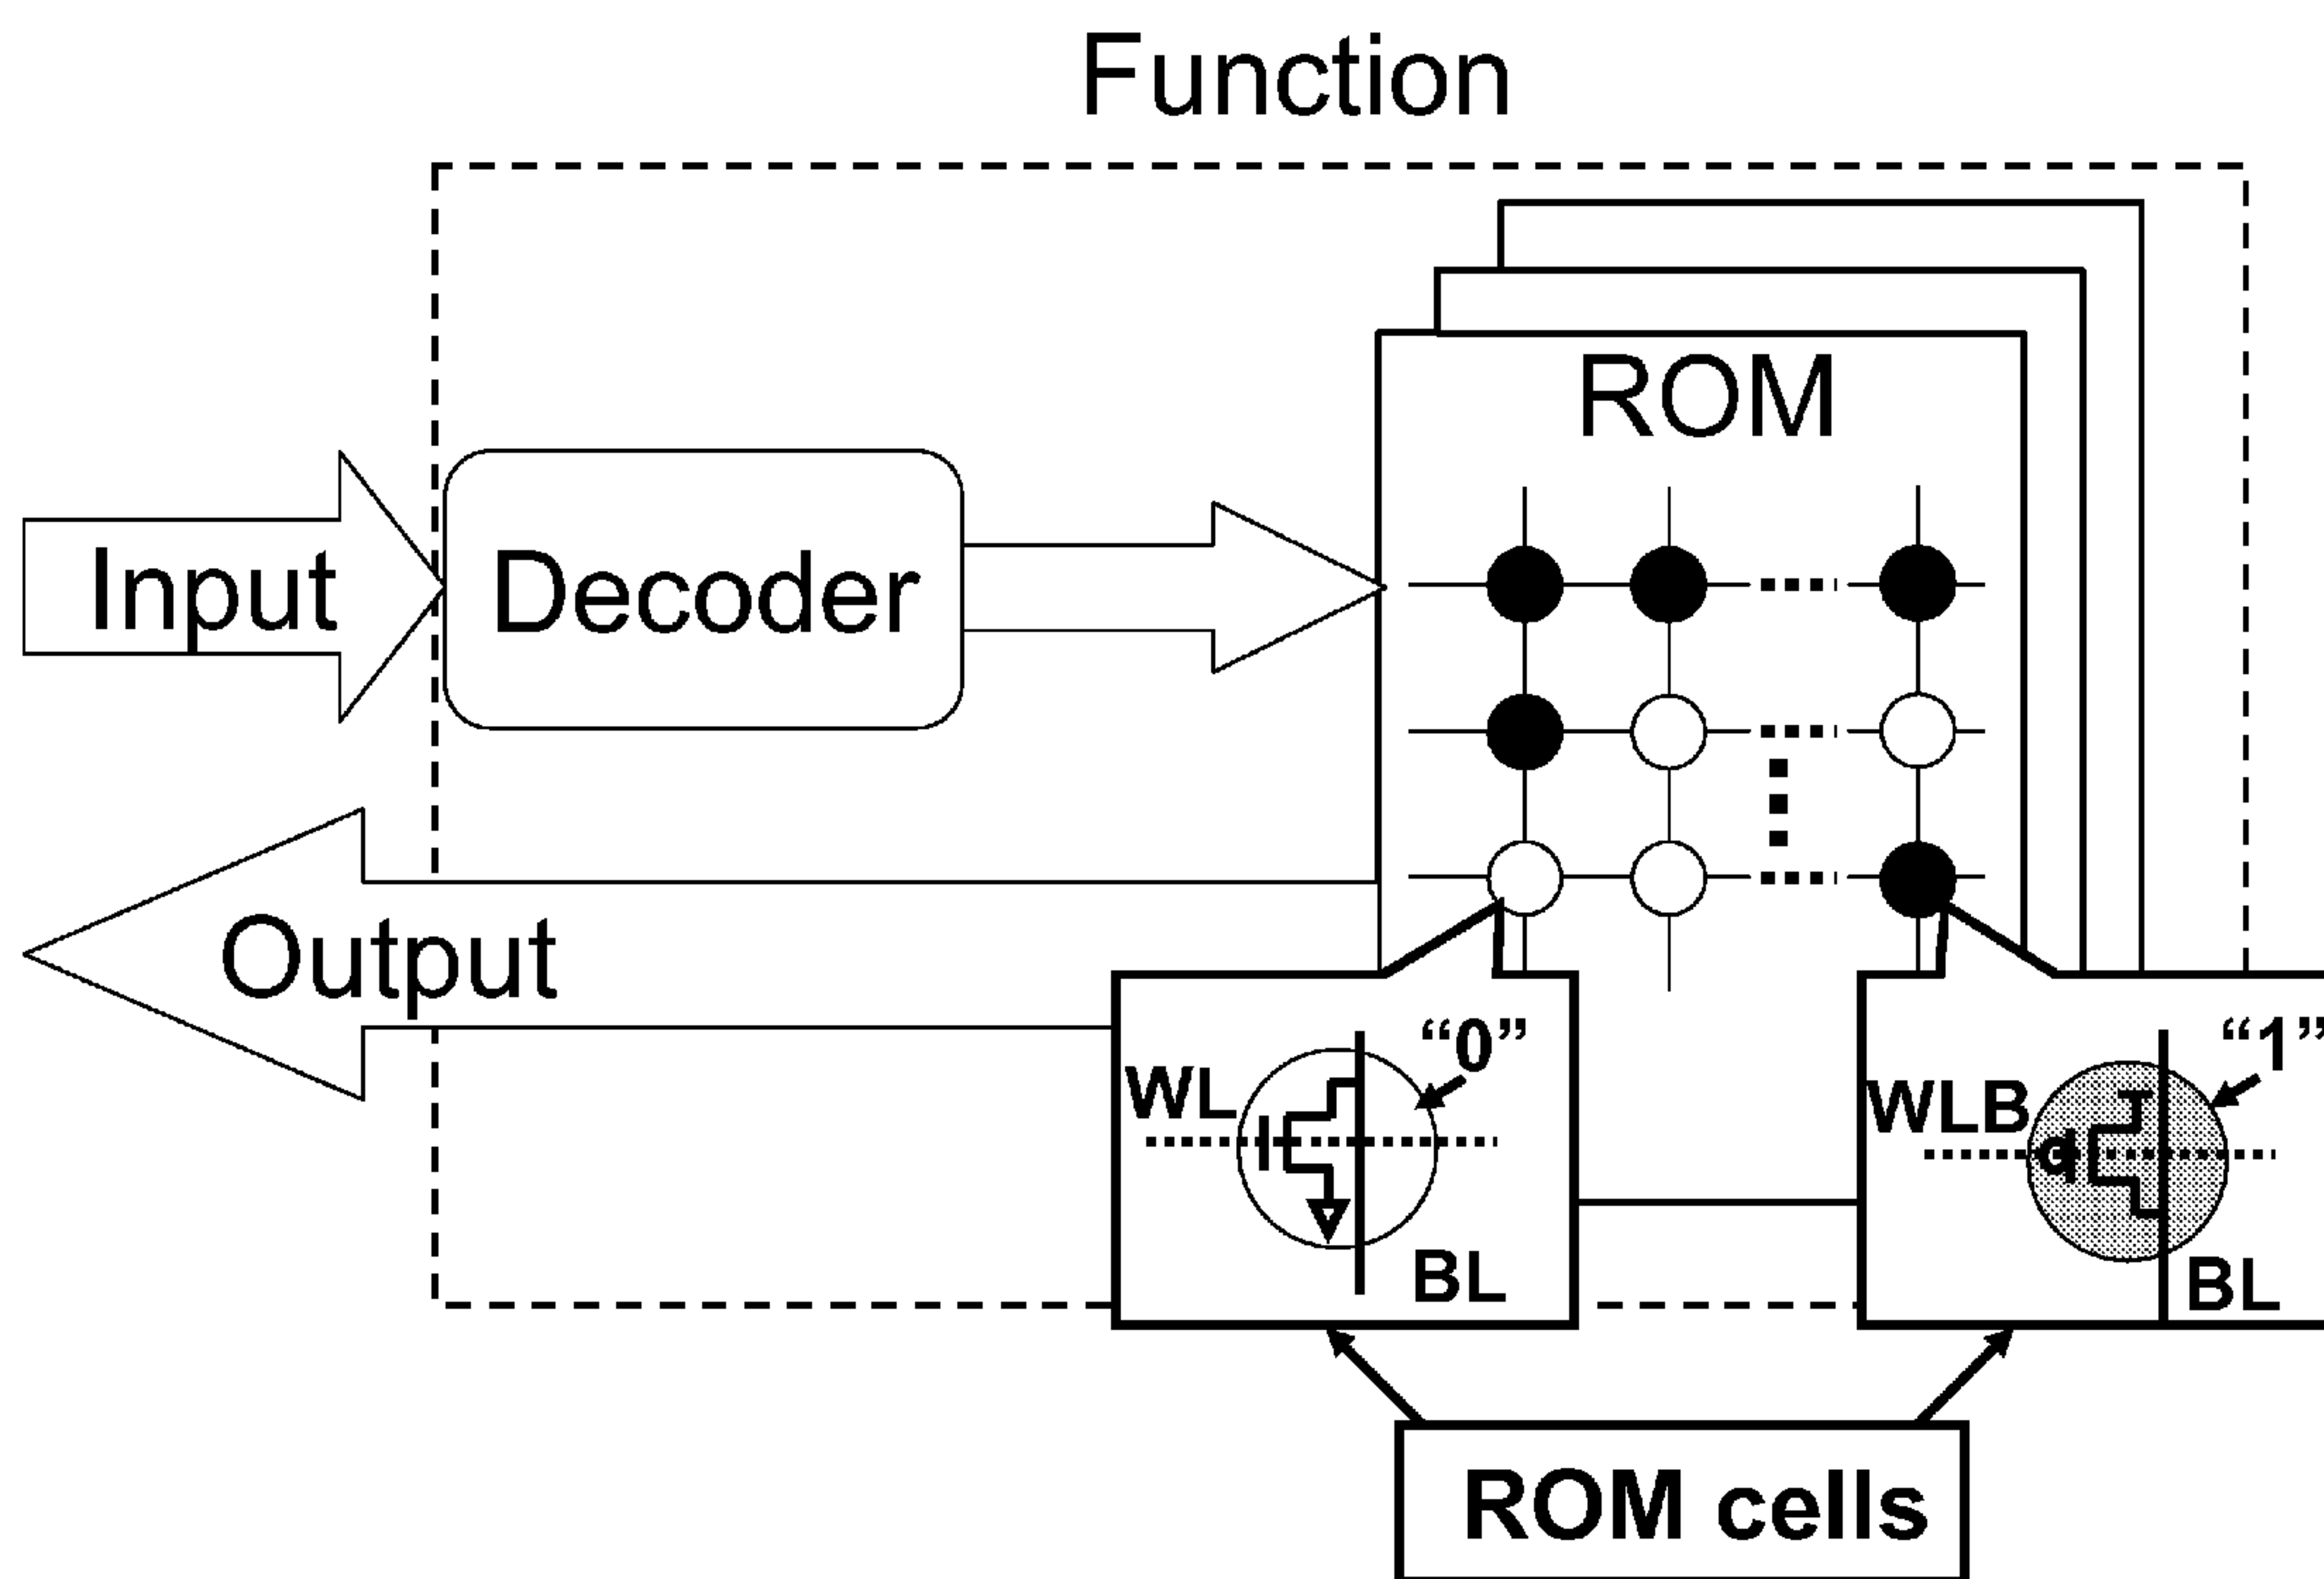 Function
ROM
Input
Decoder
Output
WL
“0”
BL
WLB
“1”
BL
ROM cells